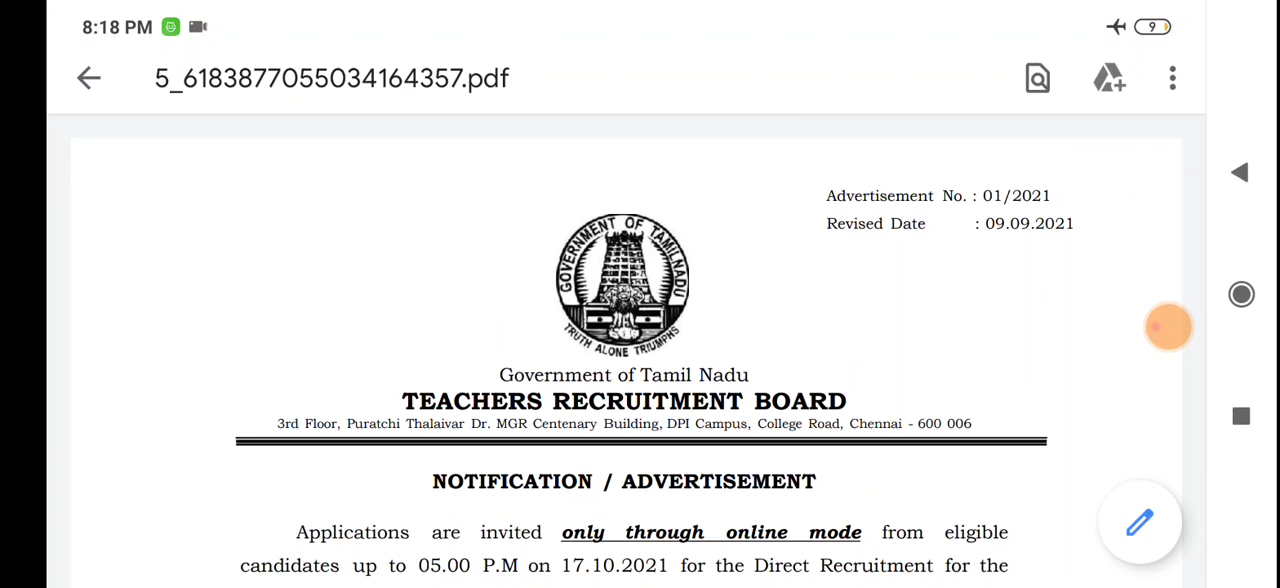 8:18 PM
9
5_6183877055034164357.pdf
Advertisement No. : 01/2021
Revised Date : 09.09.2021
GOVERNMENT OF TAMILNADU
TRUTH ALONE TRIUMPHS
Government of Tamil Nadu
TEACHERS RECRUITMENT BOARD
3rd Floor, Puratchi Thalaivar Dr. MGR Centenary Building, DPI Campus, College Road, Chennai - 600 006
NOTIFICATION / ADVERTISEMENT
Applications are invited only through online mode from eligible
candidates up to 05.00 P.M on 17.10.2021 for the Direct Recruitment for the